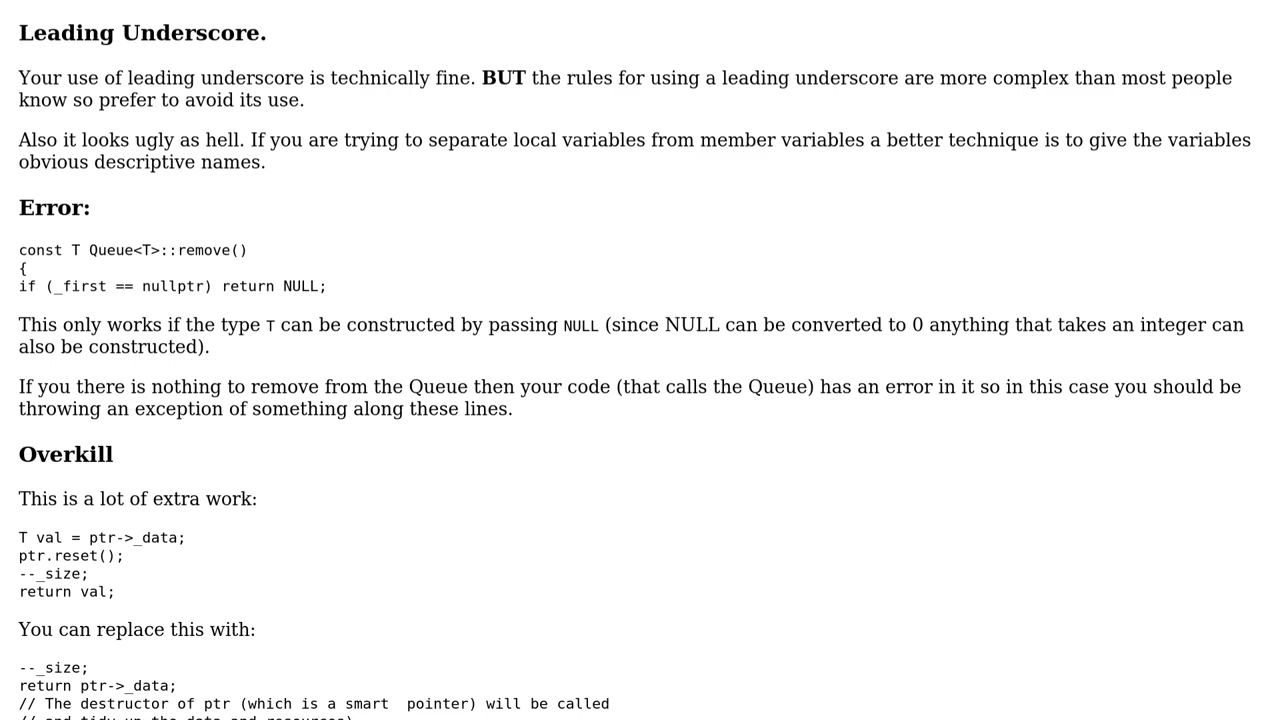 Leading Underscore.
Your use of leading underscore is technically fine. BUT the rules for using a leading underscore are more complex than most people
know so prefer to avoid its use.
Also it looks ugly as hell. If you are trying to separate local variables from member variables a better technique is to give the variables
obvious descriptive names.
Error:
const T Queue<T>::remove()
{
if (_first == nullptr) return NULL;
This only works if the type T can be constructed by passing NULL (since NULL can be converted to 0 anything that takes an integer can
also be constructed).
If you there is nothing to remove from the Queue then your code (that calls the Queue) has an error in it so in this case you should be
throwing an exception of something along these lines.
Overkill
This is a lot of extra work:
T val = ptr->_data;
ptr.reset();
--_size;
return val;
You can replace this with:
--_size;
return ptr->_data;
// The destructor of ptr (which is a smart  pointer) will be called
// and tidy up the data and resources)